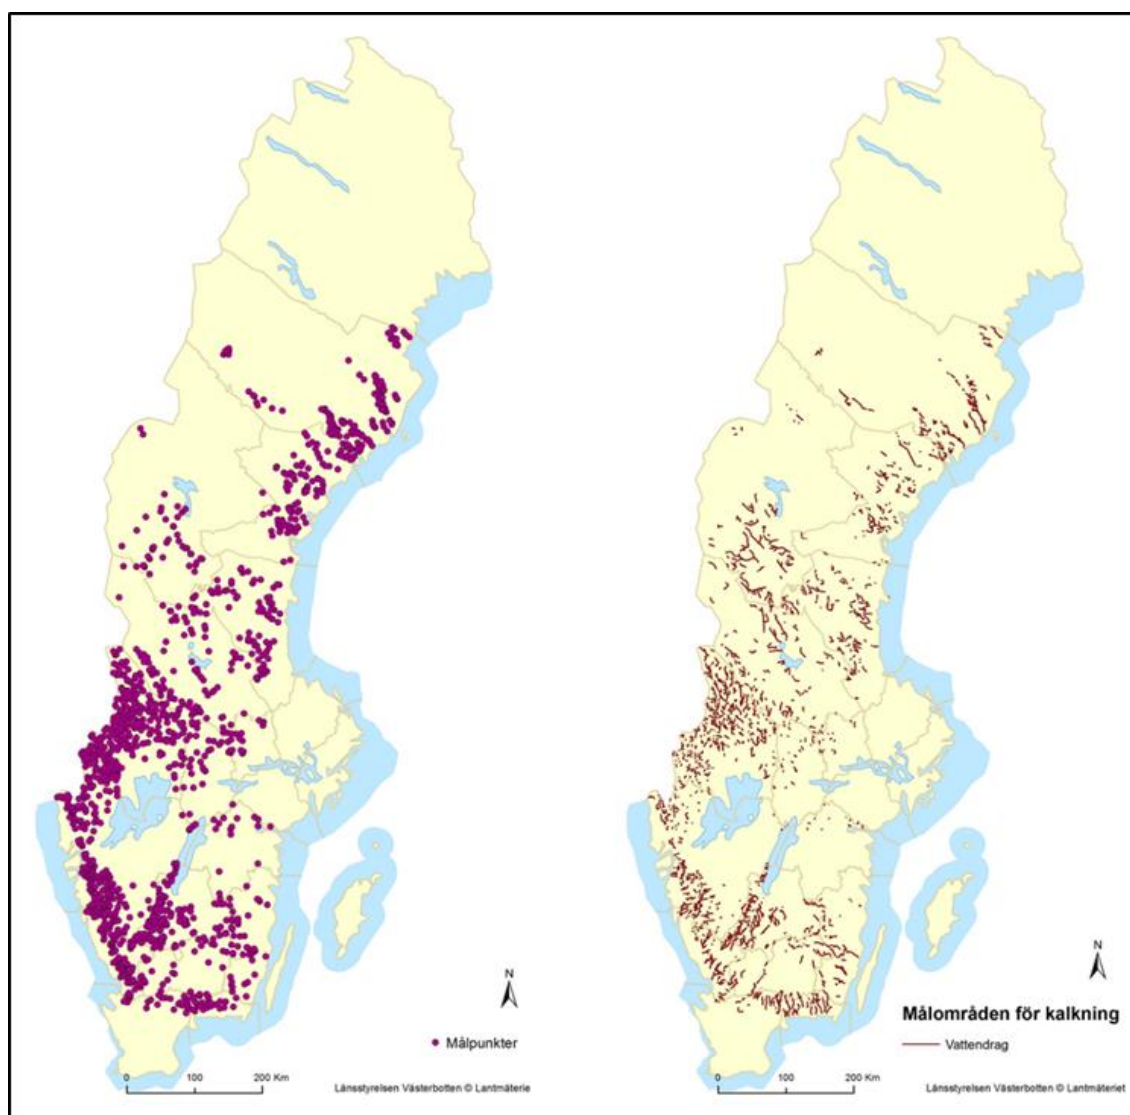 N
Målpunkter
Länsstyrelsen Västerbotten © Lantmäterie
0 100 200 Km
N
Målområden för kalkning
Vattendrag
Länsstyrelsen Västerbotten © Lantmäteriet
0 100 200 Km